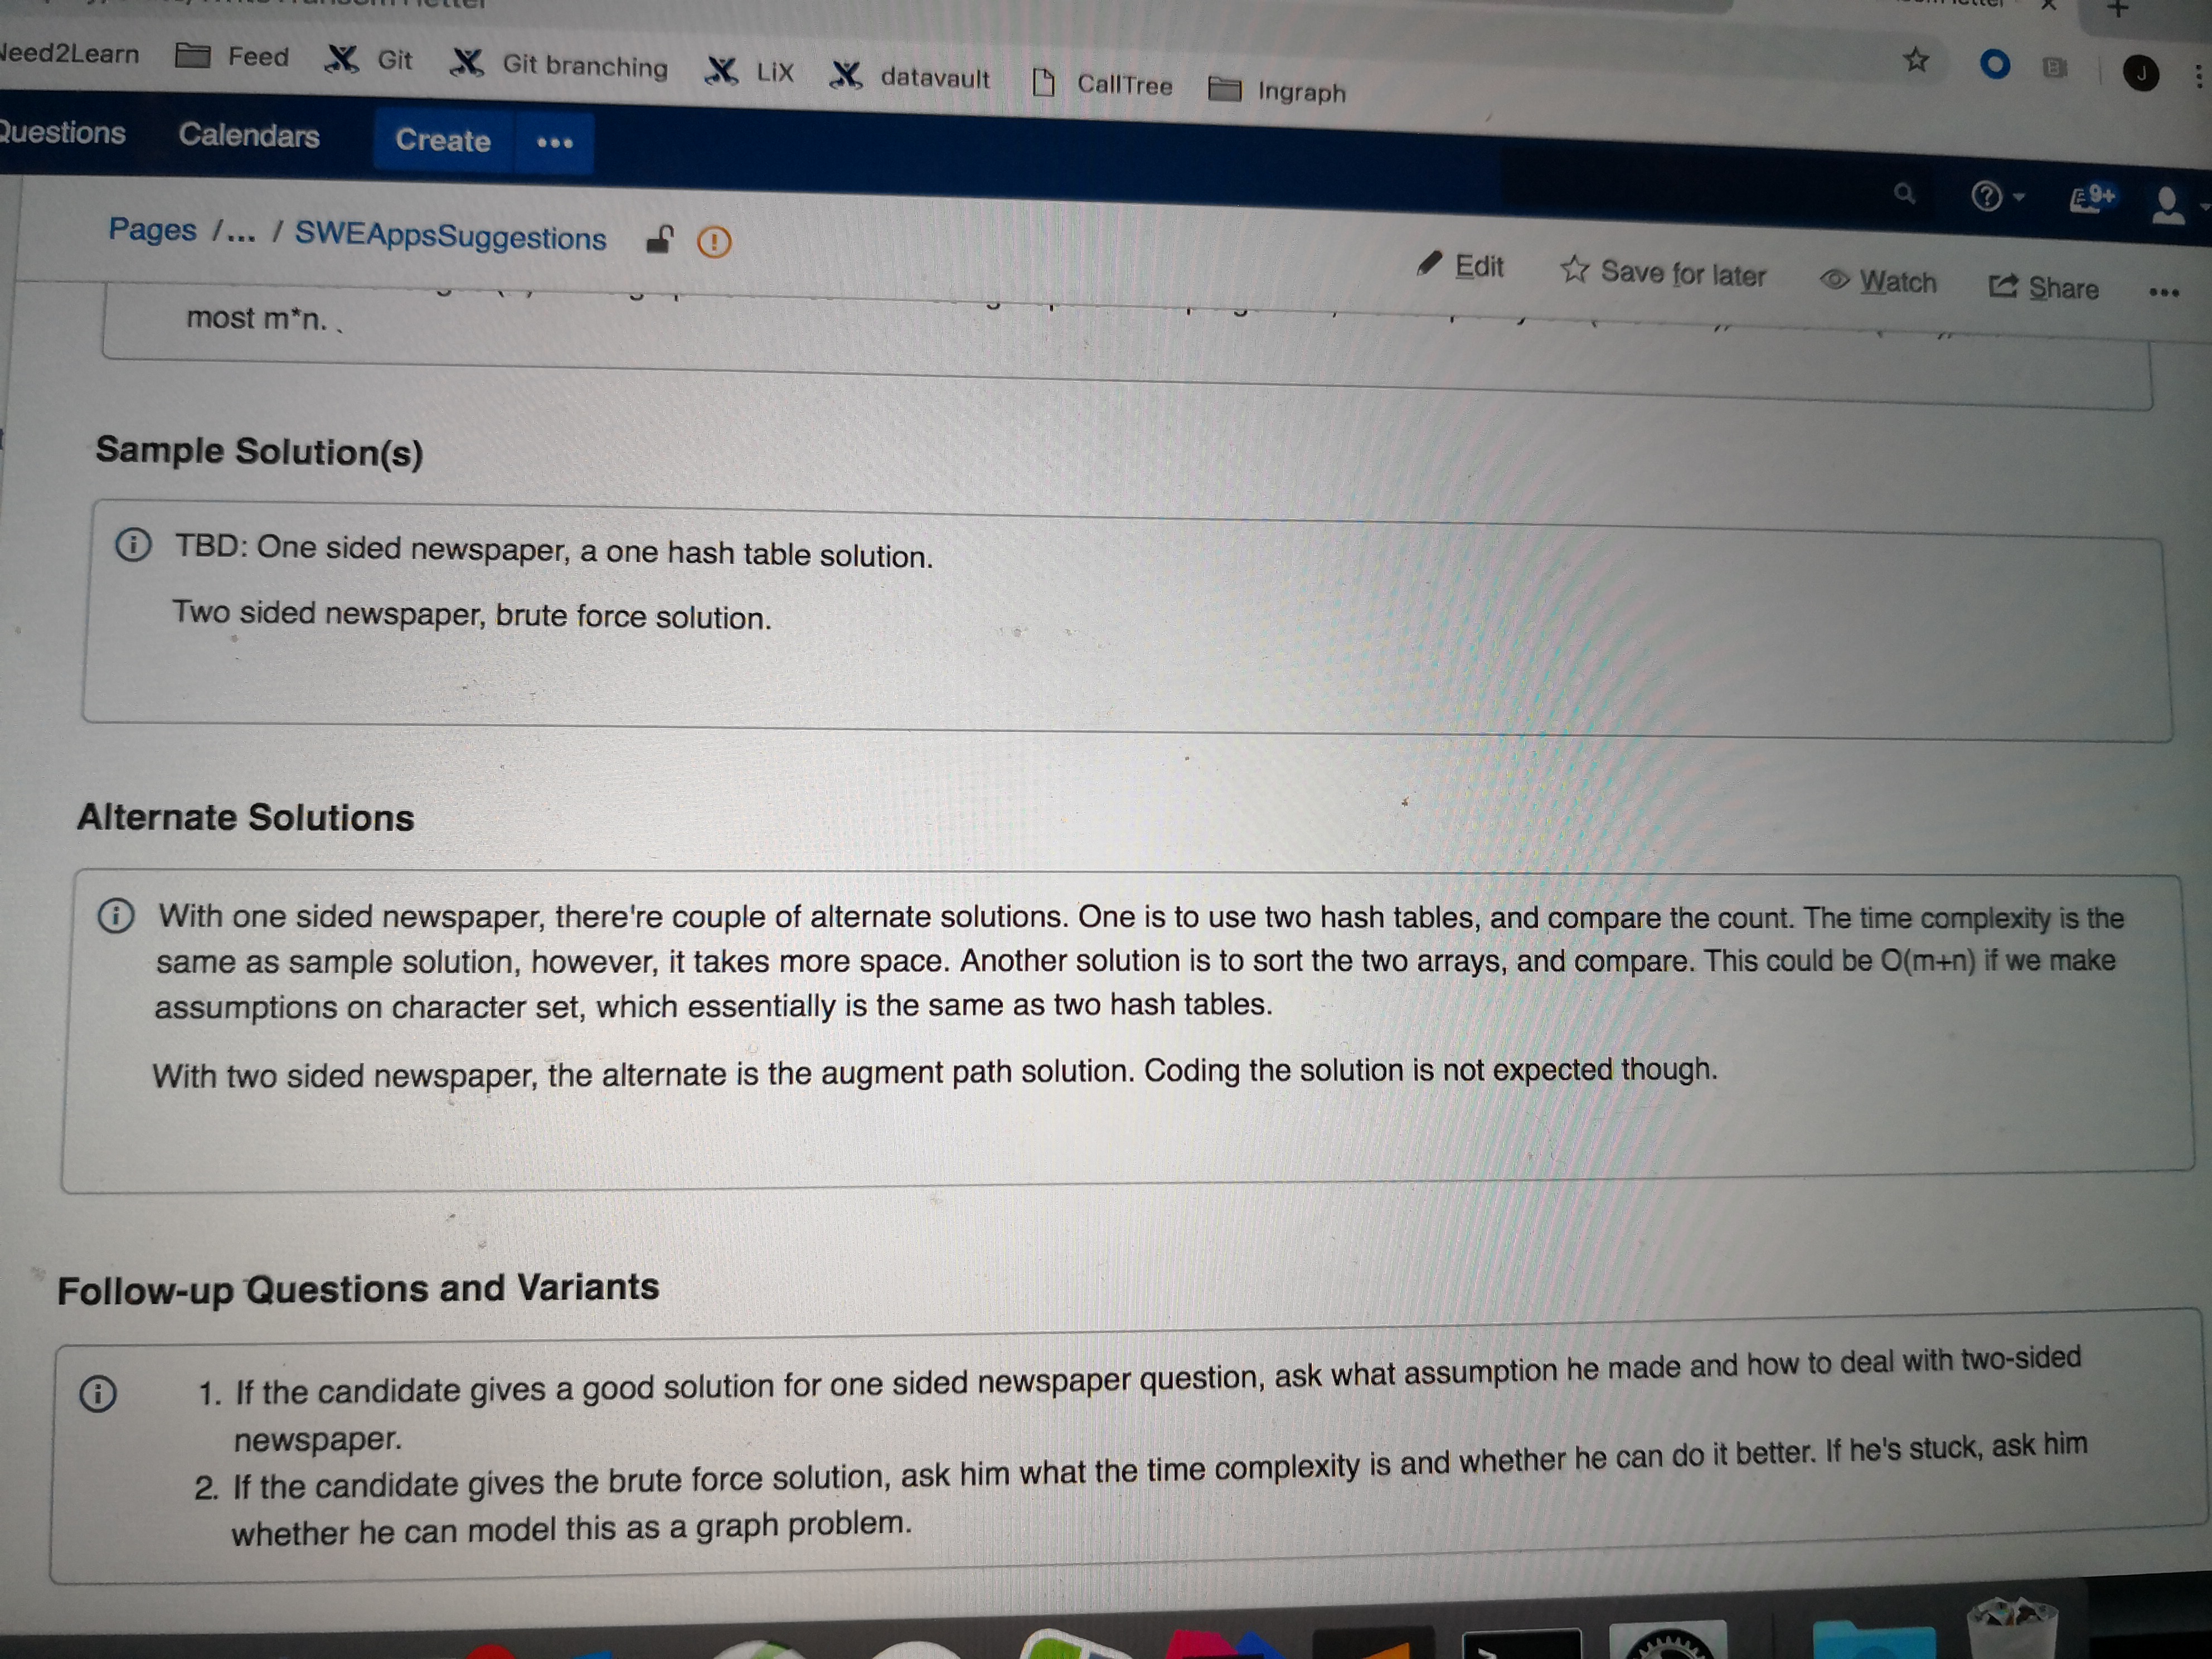 Need2Learn Feed Git Git branching LiX datavault CallTree Ingraph J
Questions Calendars Create •••
9+
Pages /... / SWEAppsSuggestions
Edit Save for later Watch Share •••
most m*n. .
Sample Solution(s)
TBD: One sided newspaper, a one hash table solution.
Two sided newspaper, brute force solution.
Alternate Solutions
With one sided newspaper, there're couple of alternate solutions. One is to use two hash tables, and compare the count. The time complexity is the
same as sample solution, however, it takes more space. Another solution is to sort the two arrays, and compare. This could be O(m+n) if we make
assumptions on character set, which essentially is the same as two hash tables.
With two sided newspaper, the alternate is the augment path solution. Coding the solution is not expected though.
Follow-up Questions and Variants
1. If the candidate gives a good solution for one sided newspaper question, ask what assumption he made and how to deal with two-sided
newspaper.
2. If the candidate gives the brute force solution, ask him what the time complexity is and whether he can do it better. If he's stuck, ask him
whether he can model this as a graph problem.